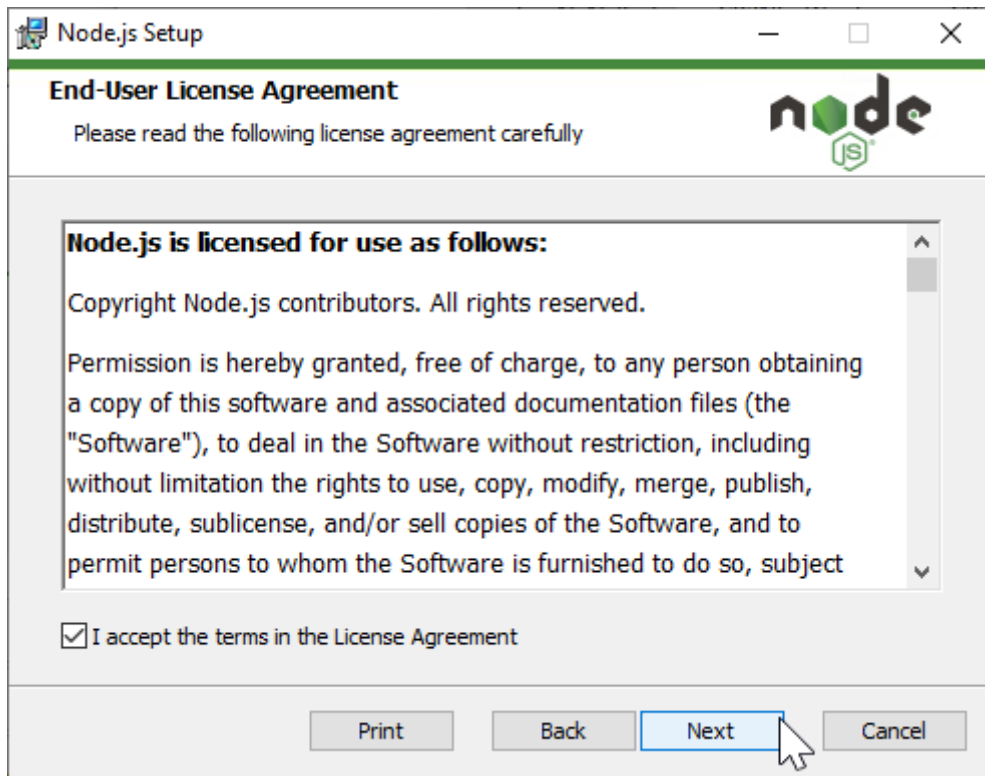 Node.js Setup
End-User License Agreement
Please read the following license agreement carefully
node
JS
Node.js is licensed for use as follows:
Copyright Node.js contributors. All rights reserved.
Permission is hereby granted, free of charge, to any person obtaining
a copy of this software and associated documentation files (the
"Software"), to deal in the Software without restriction, including
without limitation the rights to use, copy, modify, merge, publish,
distribute, sublicense, and/or sell copies of the Software, and to
permit persons to whom the Software is furnished to do so, subject
I accept the terms in the License Agreement
Print Back Next Cancel